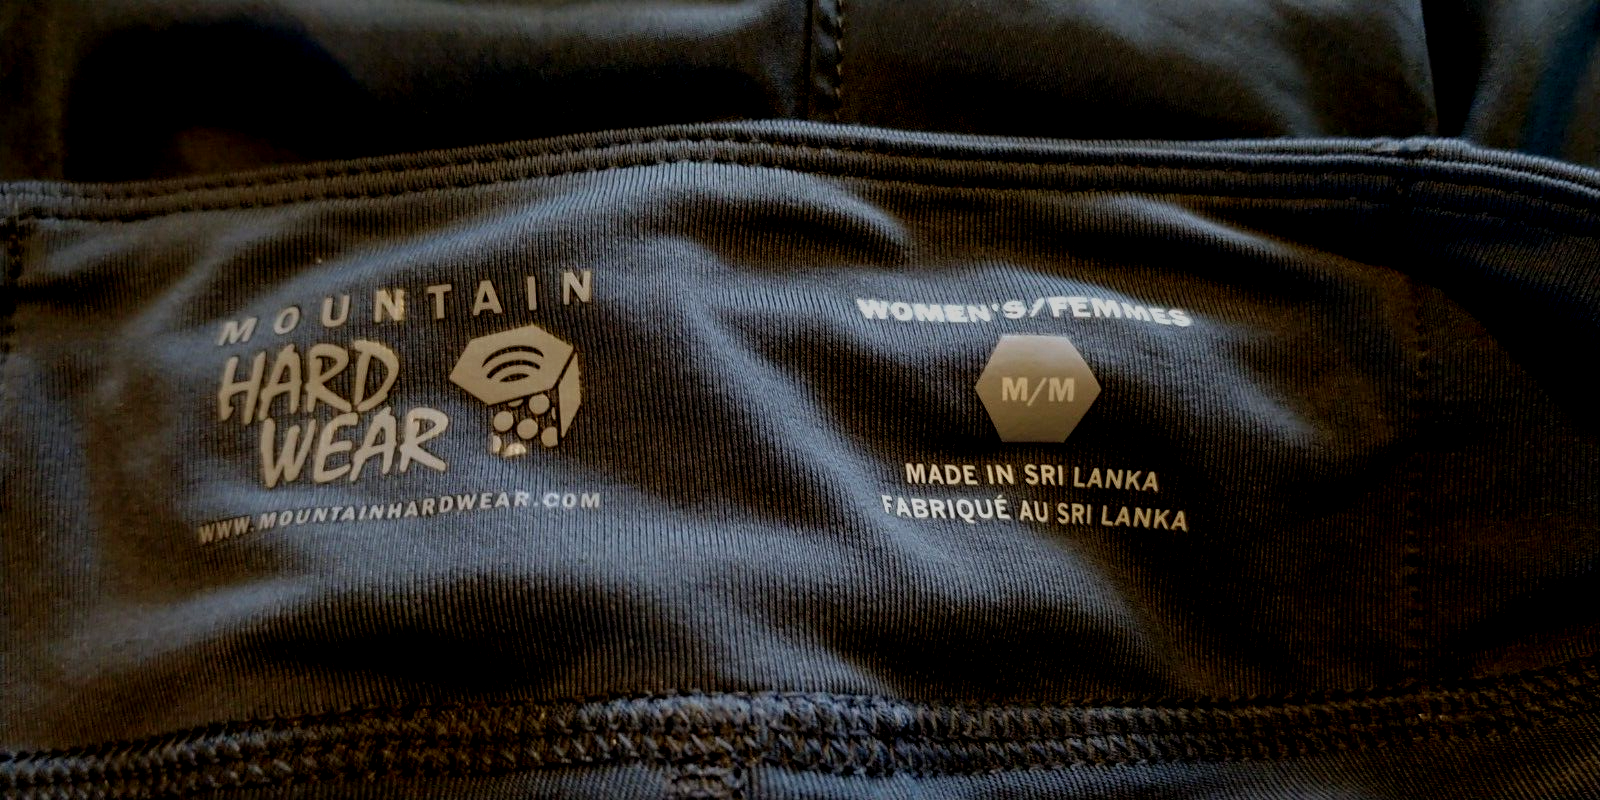 MOUNTAIN
HARD
WEAR
WWW.MOUNTAINHARDWEAR.COM
WOMEN'S/FEMMES
M/M
MADE IN SRI LANKA
FABRIQUÉ AU SRI LANKA